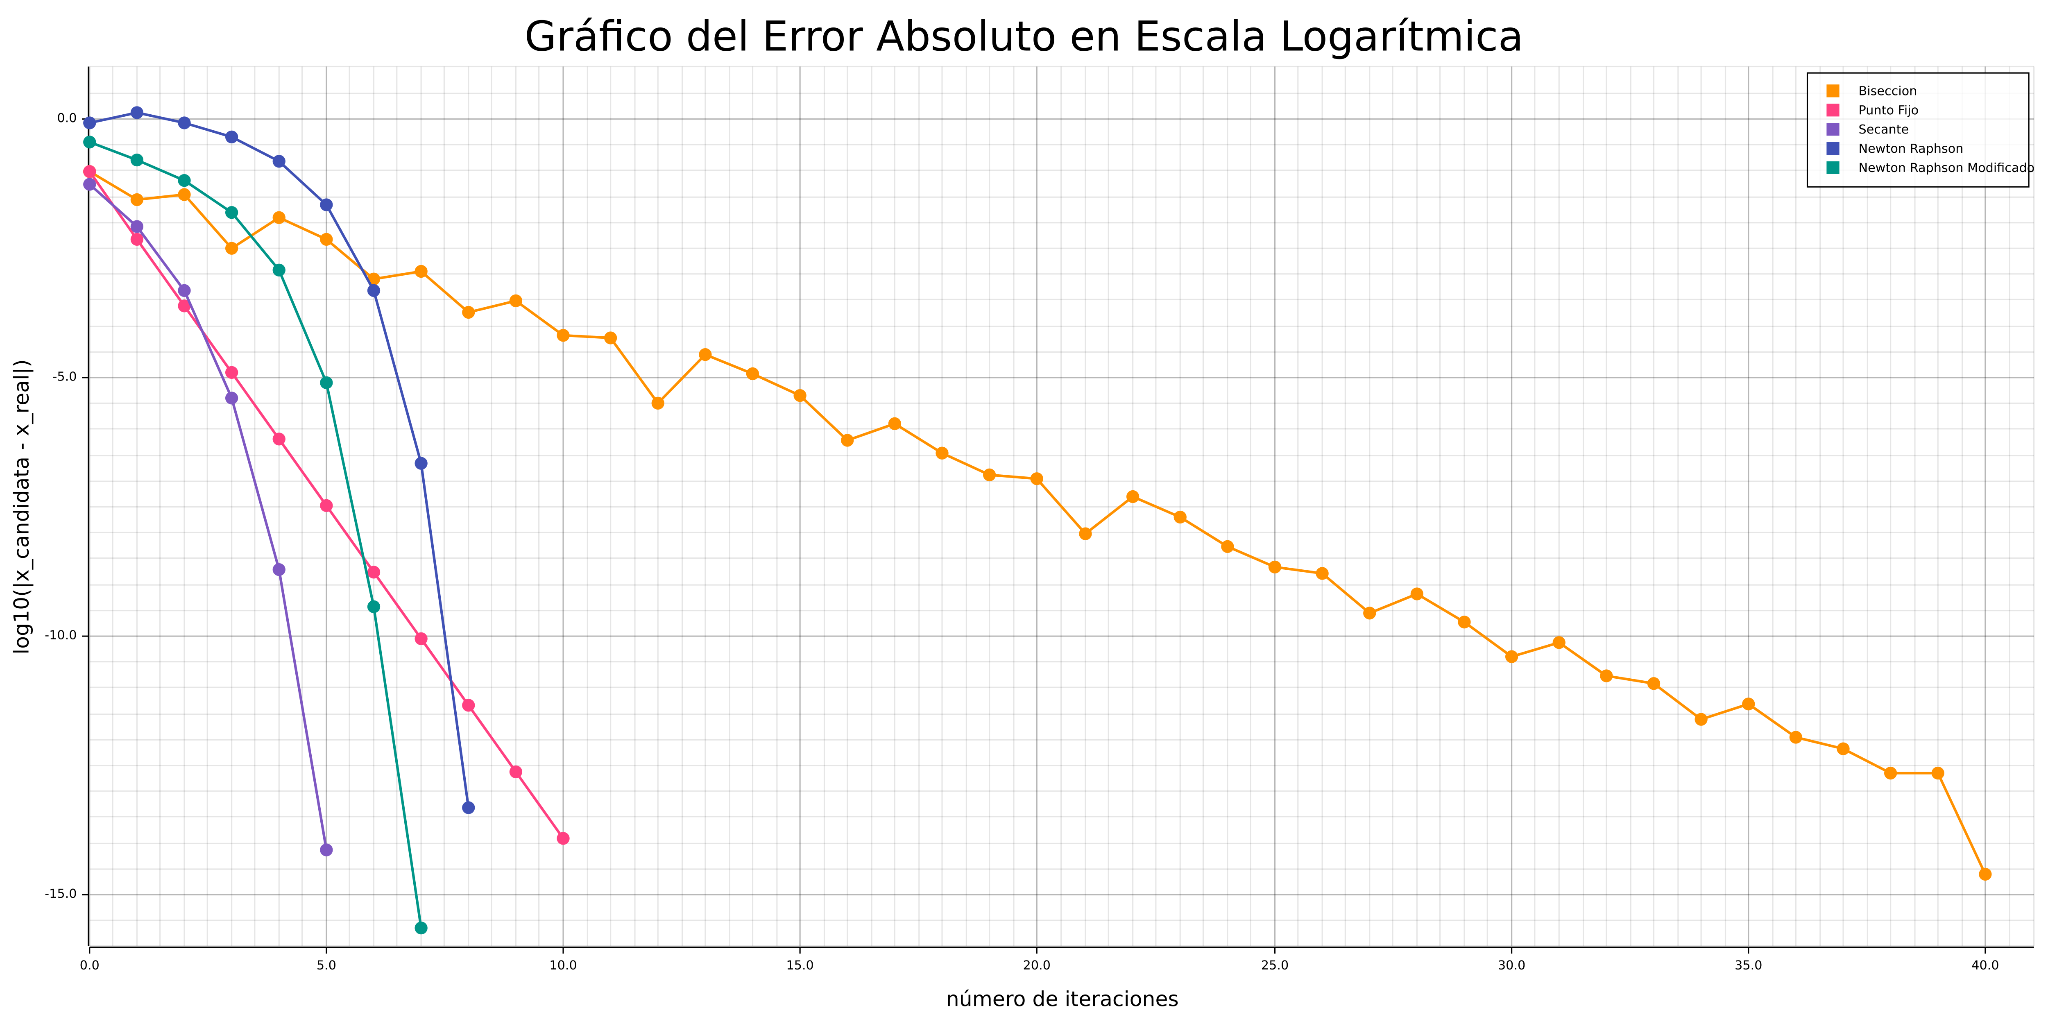 Gráfico del Error Absoluto en Escala Logarítmica
Biseccion
Punto Fijo
Secante
Newton Raphson
Newton Raphson Modificado
log10(|x_candidata - x_real|)
0.0
-5.0
-10.0
-15.0
0.0 5.0 10.0 15.0 20.0 25.0 30.0 35.0 40.0
número de iteraciones